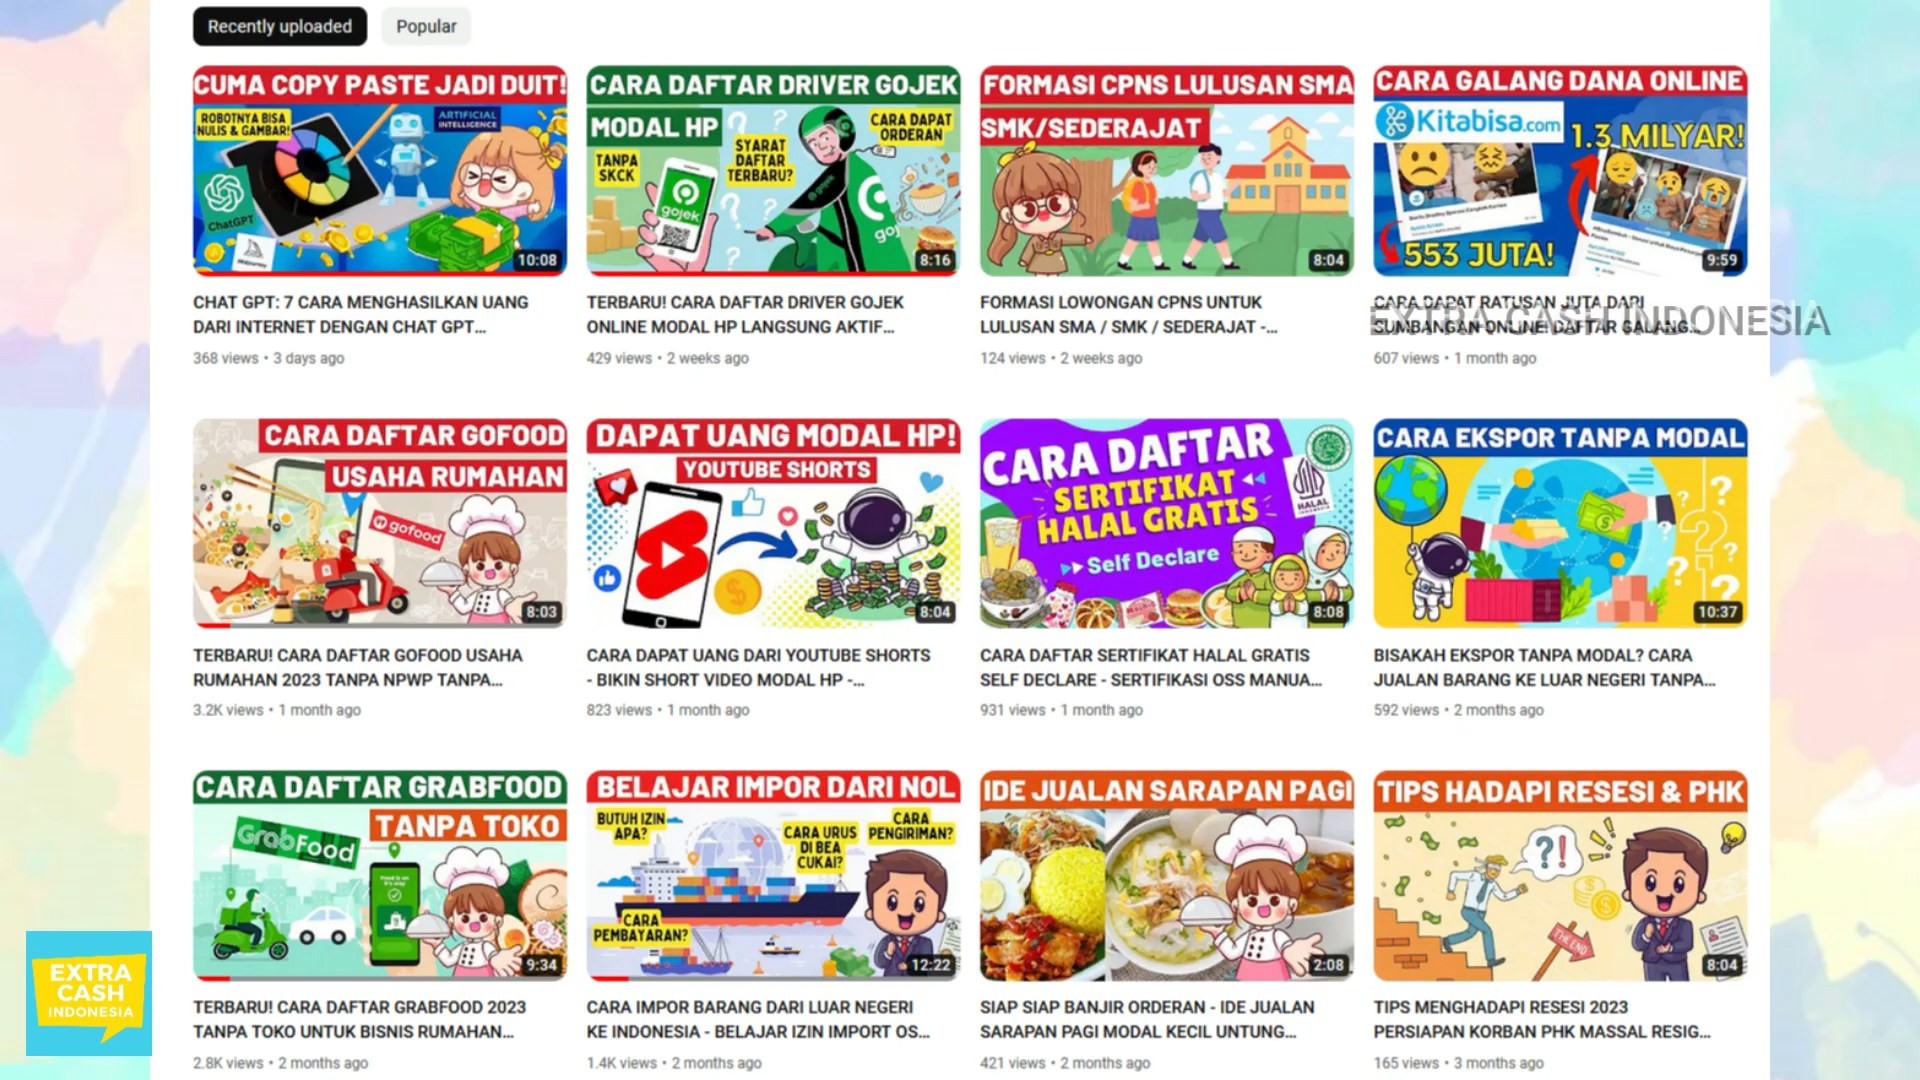 Recently uploaded
Popular
CUMA COPY PASTE JADI DUIT!
ROBOTNYA BISA
NULIS & GAMBAR!
ARTIFICIAL
INTELLIGENCE
ChatGPT
10:08
CHAT GPT: 7 CARA MENGHASILKAN UANG
DARI INTERNET DENGAN CHAT GPT...
368 views • 3 days ago
CARA DAFTAR DRIVER GOJEK
MODAL HP
TANPA
SKCK
SYARAT
DAFTAR
TERBARU?
CARA DAPAT
ORDERAN
gojek
8:16
TERBARU! CARA DAFTAR DRIVER GOJEK
ONLINE MODAL HP LANGSUNG AKTIF...
429 views • 2 weeks ago
FORMASI CPNS LULUSAN SMA
SMK/SEDERAJAT
8:04
FORMASI LOWONGAN CPNS UNTUK
LULUSAN SMA / SMK / SEDERAJAT -...
124 views • 2 weeks ago
CARA GALANG DANA ONLINE
Kitabisa.com
1.3 MILYAR!
553 JUTA!
9:59
CARA DAPAT RATUSAN JUTA DARI
SUMBANGAN ONLINE! DAFTAR GALANG...
EXTRA CASH INDONESIA
607 views • 1 month ago
CARA DAFTAR GOFOOD
USAHA RUMAHAN
gofood
8:03
TERBARU! CARA DAFTAR GOFOOD USAHA
RUMAHAN 2023 TANPA NPWP TANPA...
3.2K views • 1 month ago
DAPAT UANG MODAL HP!
YOUTUBE SHORTS
8:04
CARA DAPAT UANG DARI YOUTUBE SHORTS
- BIKIN SHORT VIDEO MODAL HP -...
823 views • 1 month ago
CARA DAFTAR
SERTIFIKAT
HALAL GRATIS
Self Declare
HALAL
INDONESIA
8:08
CARA DAFTAR SERTIFIKAT HALAL GRATIS
SELF DECLARE - SERTIFIKASI OSS MANUA...
931 views • 1 month ago
CARA EKSPOR TANPA MODAL
10:37
BISAKAH EKSPOR TANPA MODAL? CARA
JUALAN BARANG KE LUAR NEGERI TANPA...
592 views • 2 months ago
CARA DAFTAR GRABFOOD
TANPA TOKO
GrabFood
9:34
TERBARU! CARA DAFTAR GRABFOOD 2023
TANPA TOKO UNTUK BISNIS RUMAHAN...
2.8K views • 2 months ago
BELAJAR IMPOR DARI NOL
BUTUH IZIN
APA?
CARA URUS
DI BEA
CUKAI?
CARA
PENGIRIMAN?
CARA
PEMBAYARAN?
12:22
CARA IMPOR BARANG DARI LUAR NEGERI
KE INDONESIA - BELAJAR IZIN IMPORT OS...
1.4K views • 2 months ago
IDE JUALAN SARAPAN PAGI
2:08
SIAP SIAP BANJIR ORDERAN - IDE JUALAN
SARAPAN PAGI MODAL KECIL UNTUNG...
421 views • 2 months ago
TIPS HADAPI RESESI & PHK
?!
THE END
8:04
TIPS MENGHADAPI RESESI 2023
PERSIAPAN KORBAN PHK MASSAL RESIG...
165 views • 3 months ago
EXTRA
CASH
INDONESIA